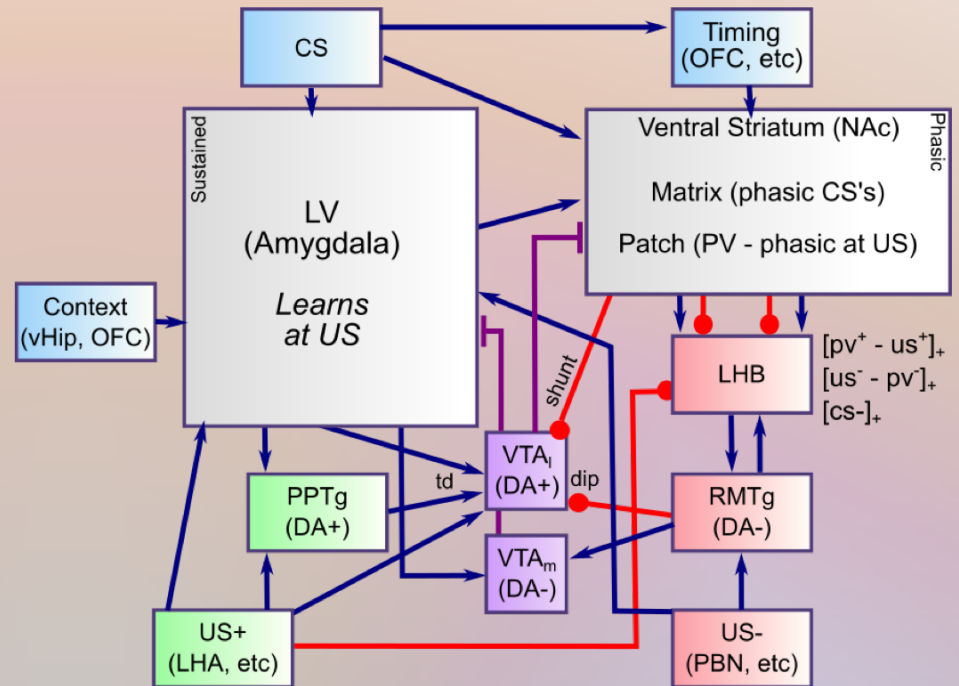 CS
Timing
(OFC, etc)
Sustained
LV
(Amygdala)
Learns
at US
Phasic
Ventral Striatum (NAc)
Matrix (phasic CS's)
Patch (PV - phasic at US)
Context
(vHip, OFC)
shunt
LHB
[pv⁺ - us⁺]₊
[us⁻ - pv⁻]₊
[cs-]₊
PPTg
(DA+)
td
VTAₗ
(DA+)
dip
RMTg
(DA-)
VTAₘ
(DA-)
US+
(LHA, etc)
US-
(PBN, etc)